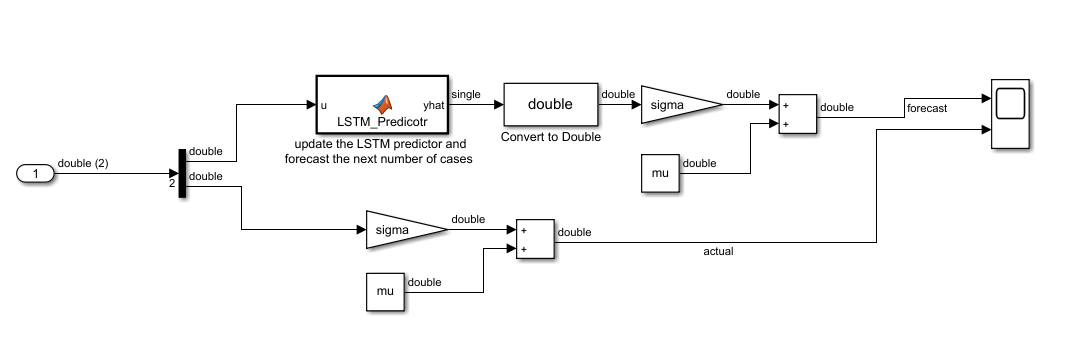 1
double (2)
2
double
double
u
yhat
LSTM_Predicotr
update the LSTM predictor and
forecast the next number of cases
single
double
Convert to Double
double
sigma
double
mu
double
+
+
double
forecast
sigma
double
mu
double
+
+
double
actual